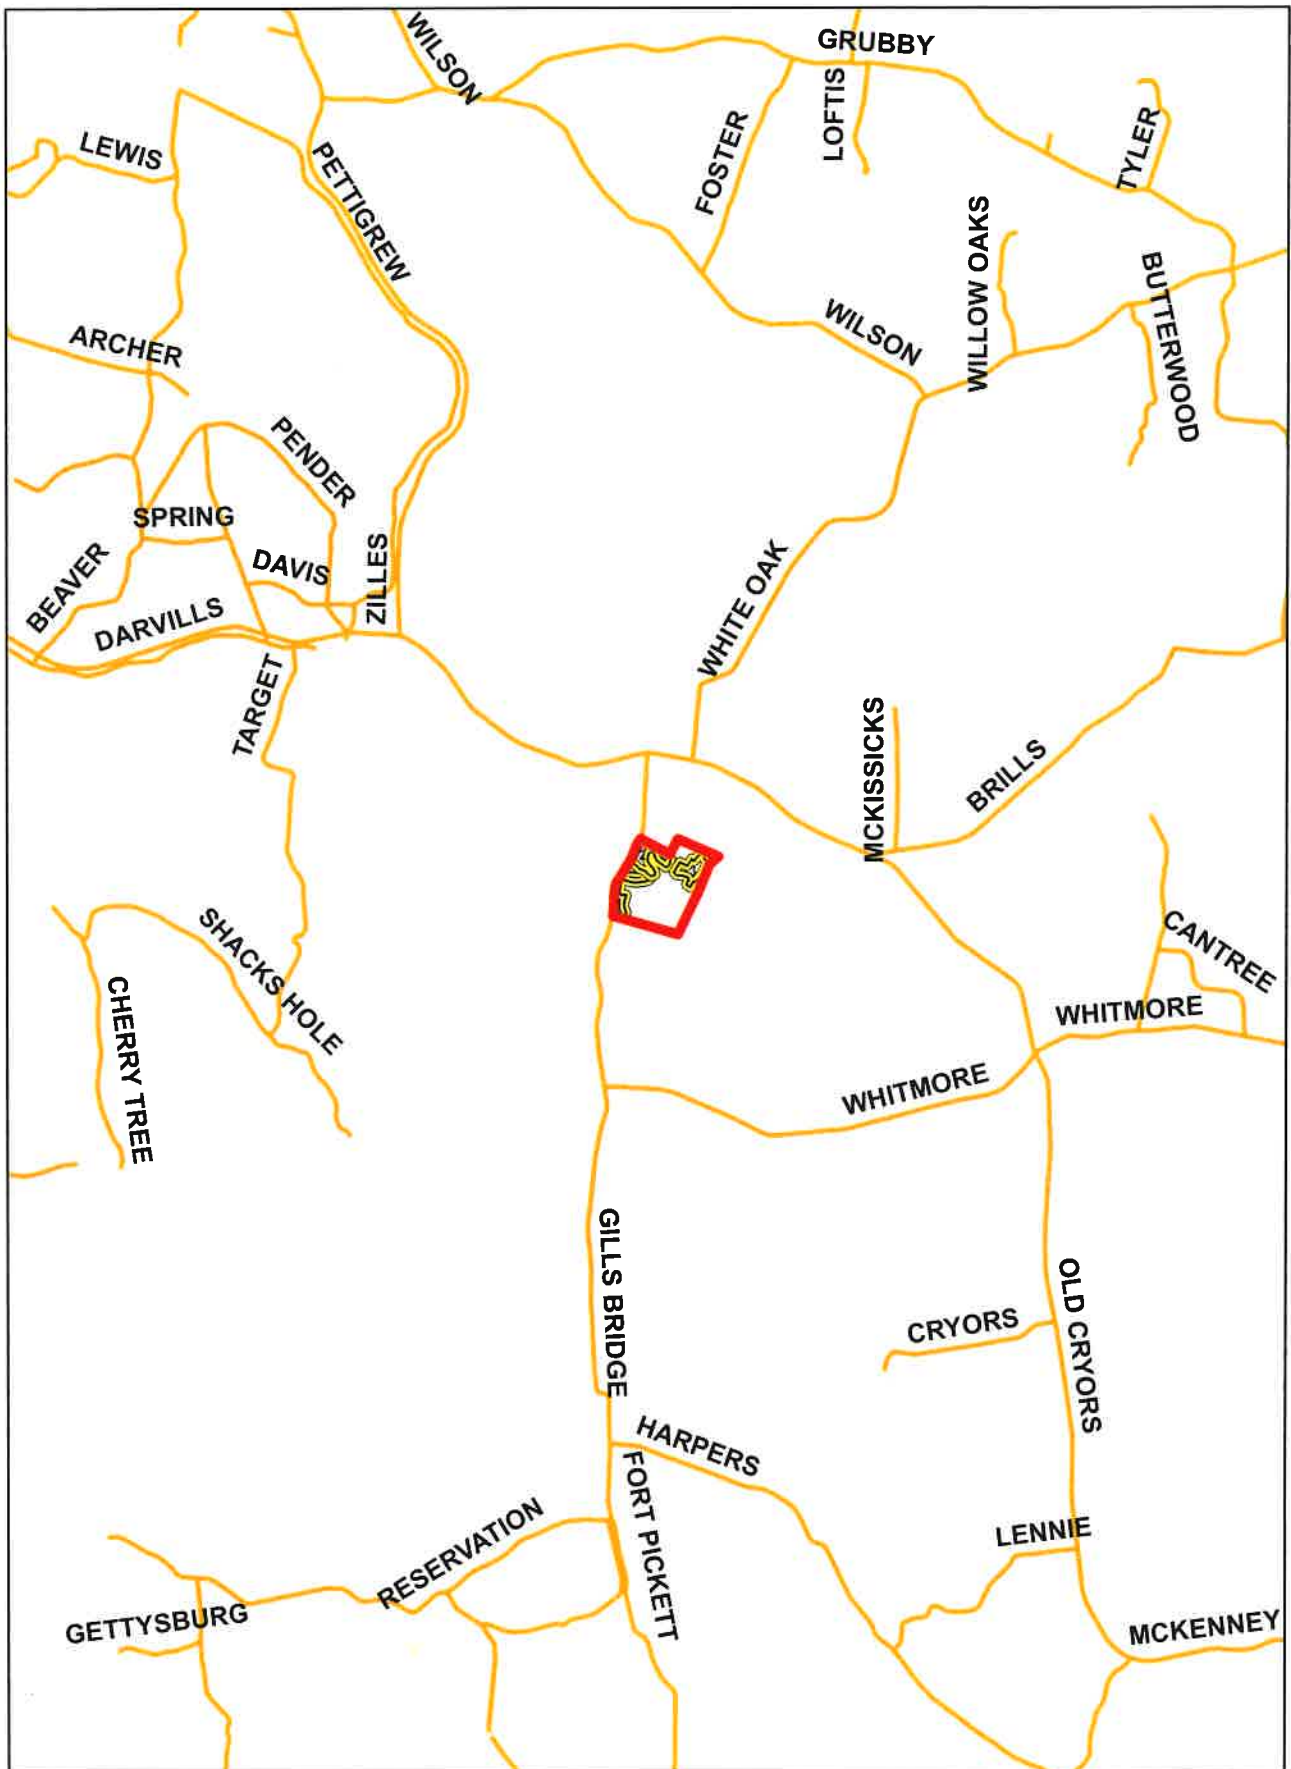 WILSON
GRUBBY
LOFTIS
FOSTER
TYLER
LEWIS
PETTIGREW
WILLOW OAKS
BUTTERWOOD
WILSON
ARCHER
PENDER
SPRING
BEAVER
DAVIS
ZILLES
DARVILLS
WHITE OAK
TARGET
MCKISSICKS
BRILLS
SHACKS HOLE
CANTREE
CHERRY TREE
WHITMORE
WHITMORE
GILLS BRIDGE
OLD CRYORS
CRYORS
HARPERS
FORT PICKETT
RESERVATION
LENNIE
GETTYSBURG
MCKENNEY